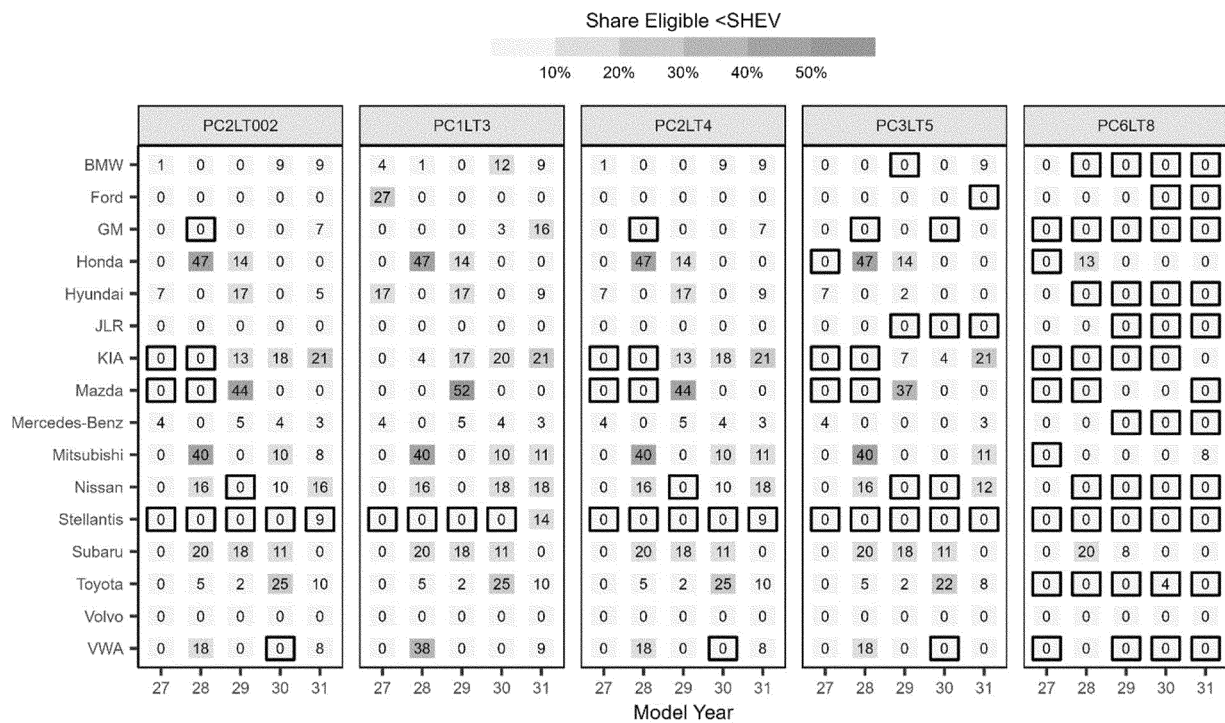 Share Eligible <SHEV
10% 20% 30% 40% 50%
PC2LT002 PC1LT3 PC2LT4 PC3LT5 PC6LT8
BMW 1 0 0 9 9 4 1 0 12 9 1 0 0 9 9 0 0 0 0 9 0 0 0 0 0
Ford 0 0 0 0 0 27 0 0 0 0 0 0 0 0 0 0 0 0 0 0 0 0 0 0 0
GM 0 0 0 0 7 0 0 0 3 16 0 0 0 0 7 0 0 0 0 0 0 0 0 0 0
Honda 0 47 14 0 0 0 47 14 0 0 0 47 14 0 0 0 47 14 0 0 0 13 0 0 0
Hyundai 7 0 17 0 5 17 0 17 0 9 7 0 17 0 9 7 0 2 0 0 0 0 0 0 0
JLR 0 0 0 0 0 0 0 0 0 0 0 0 0 0 0 0 0 0 0 0 0 0 0 0 0
KIA 0 0 13 18 21 0 4 17 20 21 0 0 13 18 21 0 0 7 4 21 0 0 0 0 0
Mazda 0 0 44 0 0 0 0 52 0 0 0 0 44 0 0 0 0 37 0 0 0 0 0 0 0
Mercedes-Benz 4 0 5 4 3 4 0 5 4 3 4 0 5 4 3 4 0 0 0 3 0 0 0 0 0
Mitsubishi 0 40 0 10 8 0 40 0 10 11 0 40 0 10 11 0 40 0 0 11 0 0 0 0 8
Nissan 0 16 0 10 16 0 16 0 18 18 0 16 0 10 18 0 16 0 0 12 0 0 0 0 0
Stellantis 0 0 0 0 9 0 0 0 0 14 0 0 0 0 9 0 0 0 0 0 0 0 0 0 0
Subaru 0 20 18 11 0 0 20 18 11 0 0 20 18 11 0 0 20 18 11 0 0 20 8 0 0
Toyota 0 5 2 25 10 0 5 2 25 10 0 5 2 25 10 0 5 2 22 8 0 0 0 4 0
Volvo 0 0 0 0 0 0 0 0 0 0 0 0 0 0 0 0 0 0 0 0 0 0 0 0 0
VWA 0 18 0 0 8 0 38 0 0 9 0 18 0 0 8 0 18 0 0 0 0 0 0 0 0
27 28 29 30 31 27 28 29 30 31 27 28 29 30 31 27 28 29 30 31 27 28 29 30 31
Model Year